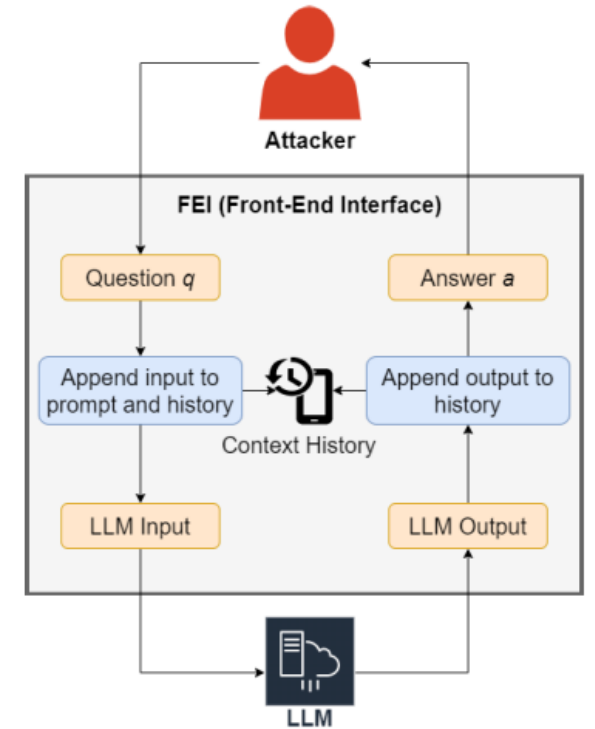 Attacker
FEI (Front-End Interface)
Question q
Answer a
Append input to
prompt and history
Append output to
history
Context History
LLM Input
LLM Output
LLM